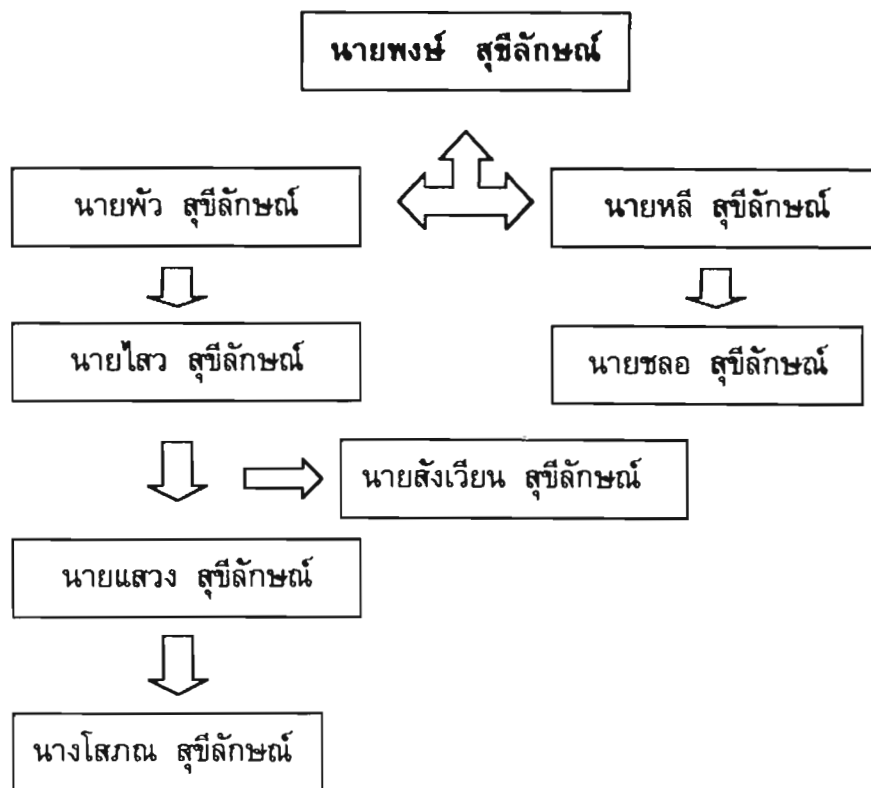 นายพงษ์ สุขีลักษณ์
นายพัว สุขีลักษณ์
นายหลี สุขีลักษณ์
นายไสว สุขีลักษณ์
นายชลอ สุขีลักษณ์
นายสังเวียน สุขีลักษณ์
นายแสวง สุขีลักษณ์
นางโสภณ สุขีลักษณ์